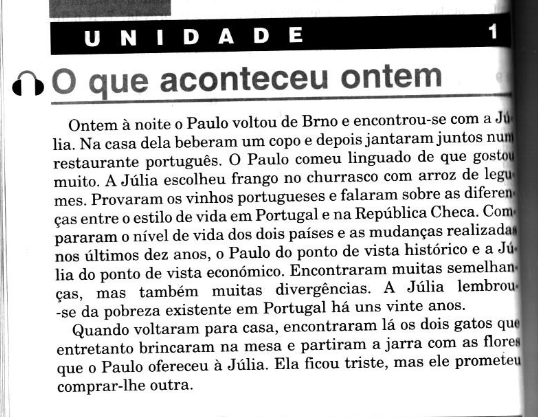 UNIDADE 1
O que aconteceu ontem
Ontem à noite o Paulo voltou de Brno e encontrou-se com a Jú-
lia. Na casa dela beberam um copo e depois jantaram juntos num
restaurante português. O Paulo comeu linguado de que gostou
muito. A Júlia escolheu frango no churrasco com arroz de legu-
mes. Provaram os vinhos portugueses e falaram sobre as diferen-
ças entre o estilo de vida em Portugal e na República Checa. Com-
pararam o nível de vida dos dois países e as mudanças realizadas
nos últimos dez anos, o Paulo do ponto de vista histórico e a Jú-
lia do ponto de vista económico. Encontraram muitas semelhan-
ças, mas também muitas divergências. A Júlia lembrou-
-se da pobreza existente em Portugal há uns vinte anos.
Quando voltaram para casa, encontraram lá os dois gatos que
entretanto brincaram na mesa e partiram a jarra com as flores
que o Paulo ofereceu à Júlia. Ela ficou triste, mas ele prometeu
comprar-lhe outra.